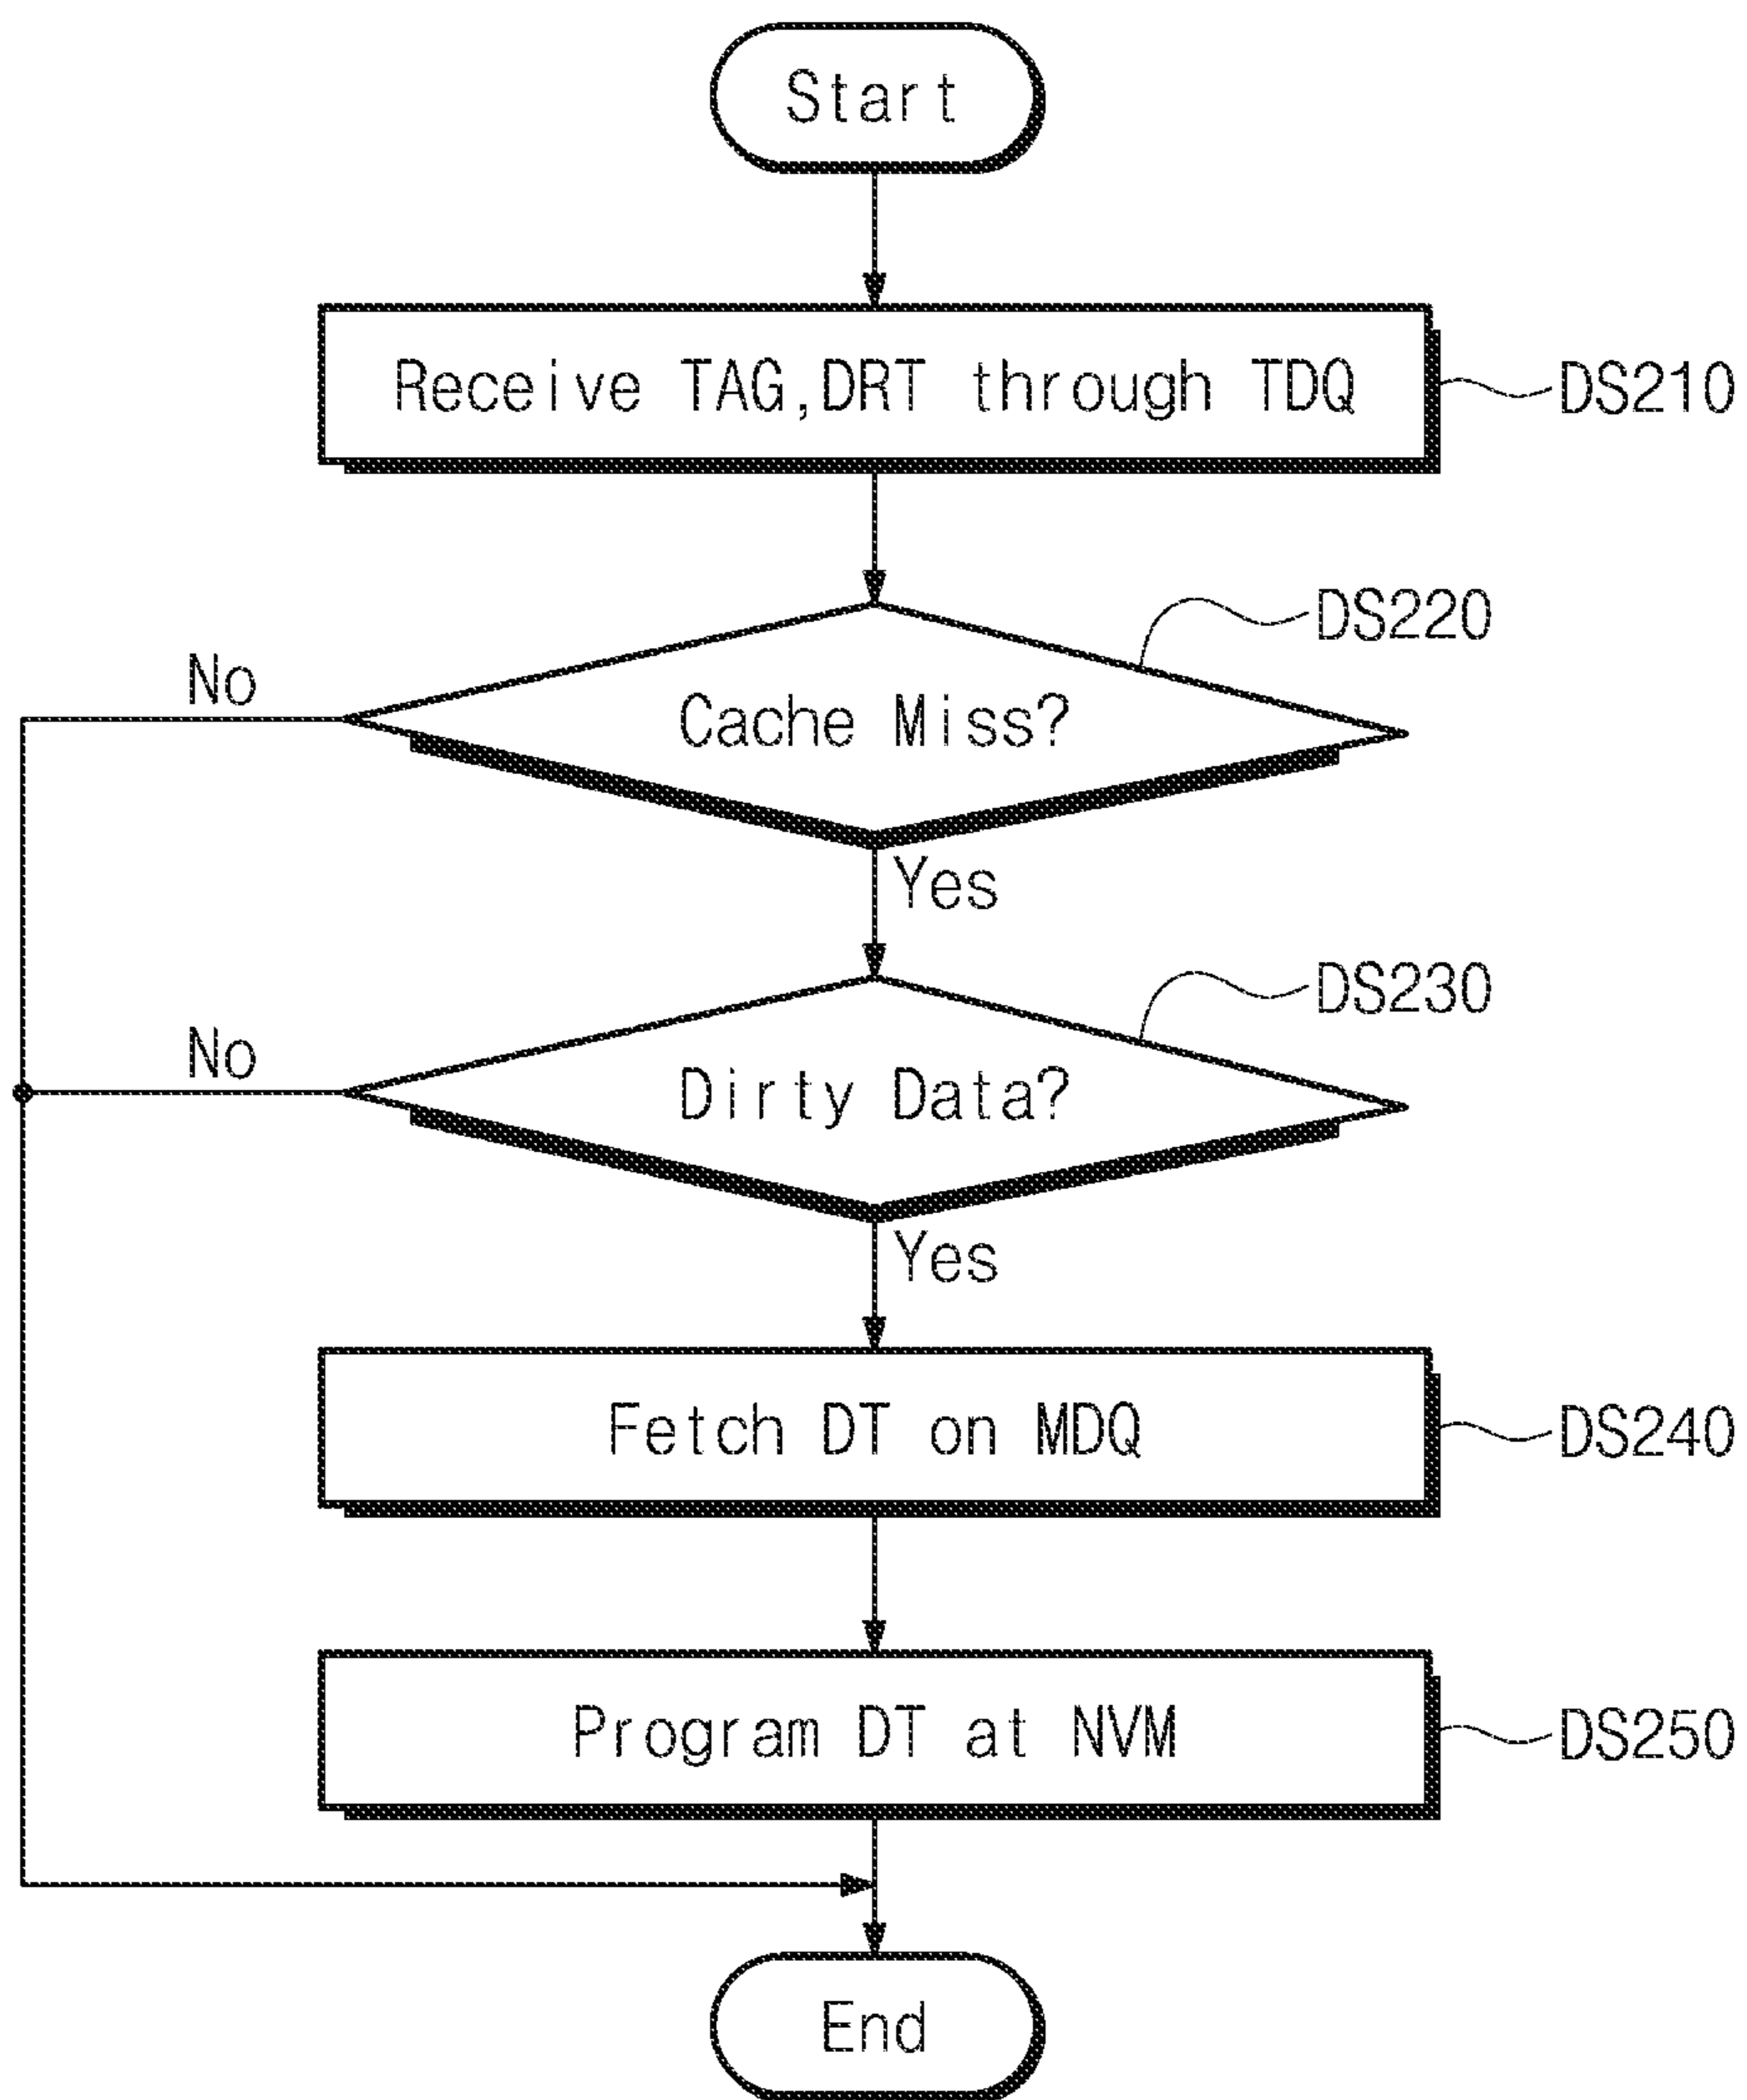 Start
Receive TAG,DRT through TDQ
DS210
DS220
No
Cache Miss?
Yes
DS230
No
Dirty Data?
Yes
Fetch DT on MDQ
DS240
Program DT at NVM
DS250
End